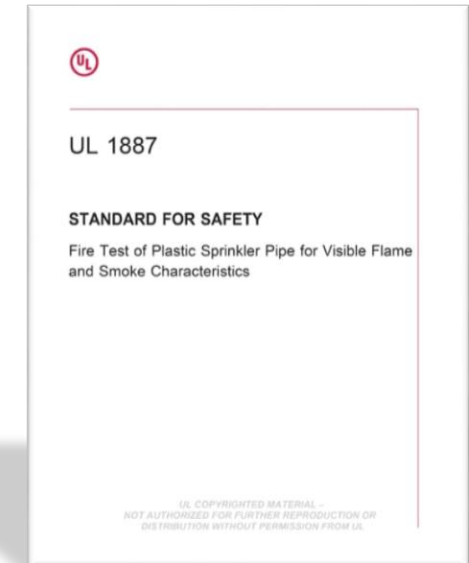 UL
UL 1887
STANDARD FOR SAFETY
Fire Test of Plastic Sprinkler Pipe for Visible Flame
and Smoke Characteristics
UL COPYRIGHTED MATERIAL –
NOT AUTHORIZED FOR FURTHER REPRODUCTION OR
DISTRIBUTION WITHOUT PERMISSION FROM UL